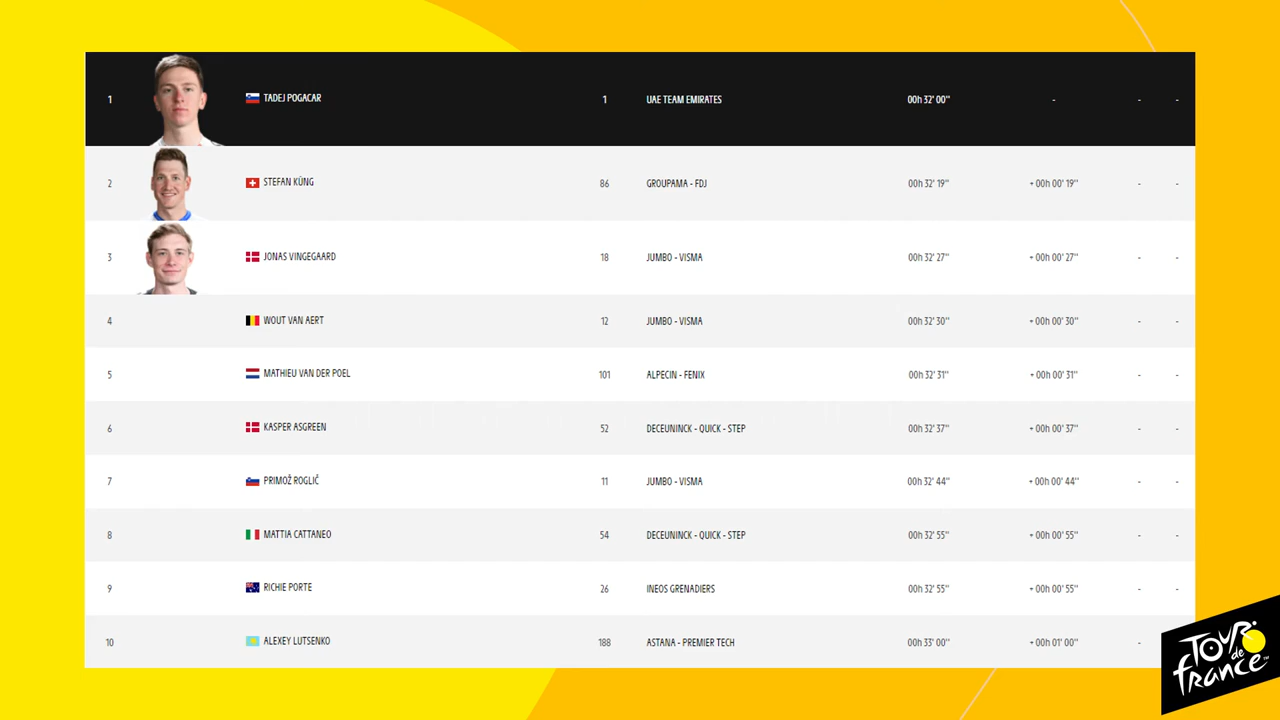 1 TADEJ POGACAR 1 UAE TEAM EMIRATES 00h 32' 00'' - - -
2 STEFAN KÜNG 86 GROUPAMA - FDJ 00h 32' 19'' + 00h 00' 19'' - -
3 JONAS VINGEGAARD 18 JUMBO - VISMA 00h 32' 27'' + 00h 00' 27'' - -
4 WOUT VAN AERT 12 JUMBO - VISMA 00h 32' 30'' + 00h 00' 30'' - -
5 MATHIEU VAN DER POEL 101 ALPECIN - FENIX 00h 32' 31'' + 00h 00' 31'' - -
6 KASPER ASGREEN 52 DECEUNINCK - QUICK - STEP 00h 32' 37'' + 00h 00' 37'' - -
7 PRIMOŽ ROGLIČ 11 JUMBO - VISMA 00h 32' 44'' + 00h 00' 44'' - -
8 MATTIA CATTANEO 54 DECEUNINCK - QUICK - STEP 00h 32' 55'' + 00h 00' 55'' - -
9 RICHIE PORTE 26 INEOS GRENADIERS 00h 32' 55'' + 00h 00' 55'' - -
10 ALEXEY LUTSENKO 188 ASTANA - PREMIER TECH 00h 33' 00'' + 00h 01' 00'' -
TOUR
de
france™